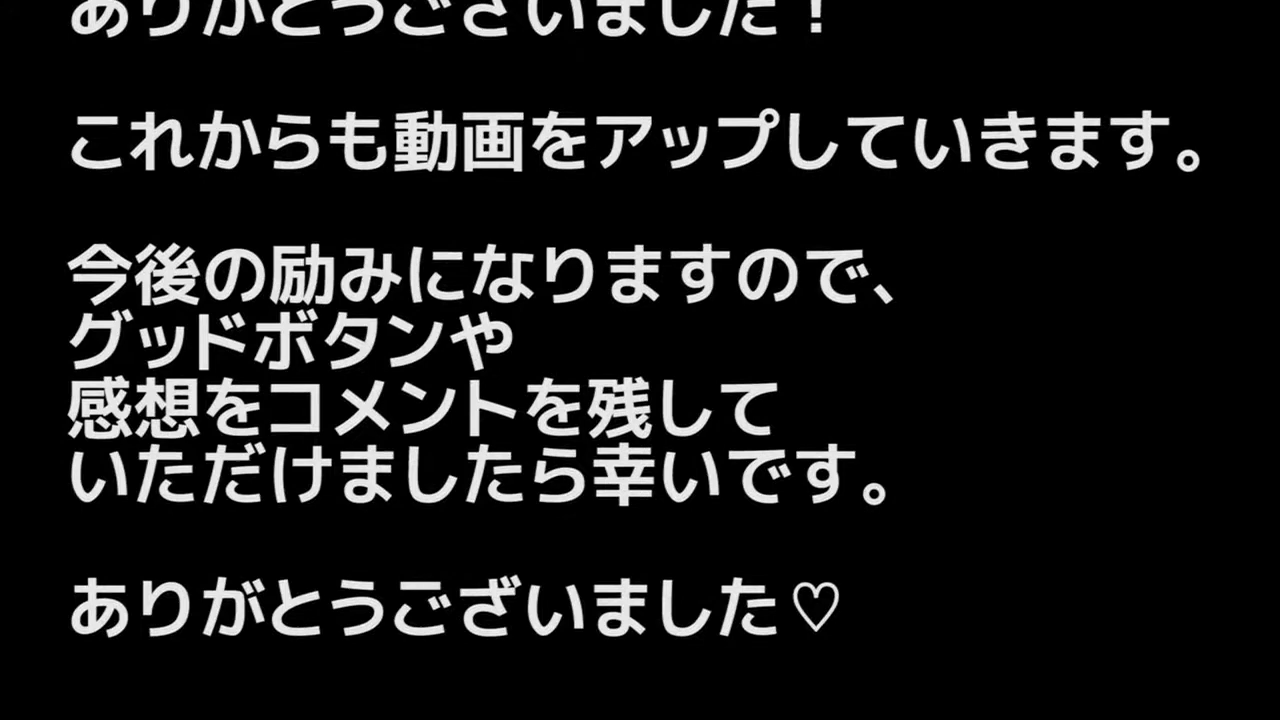 ありがとうございました！
これからも動画をアップしていきます。
今後の励みになりますので、
グッドボタンや
感想をコメントを残して
いただけましたら幸いです。
ありがとうございました♡